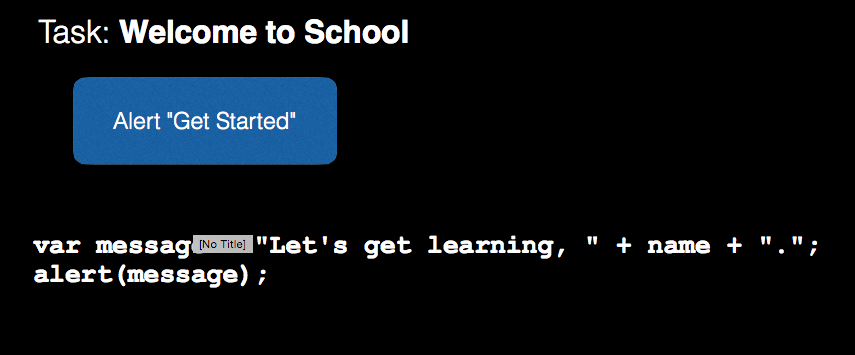 Task: Welcome to School
Alert "Get Started"
var messag [No Title] "Let's get learning, " + name + ".";
alert(message);